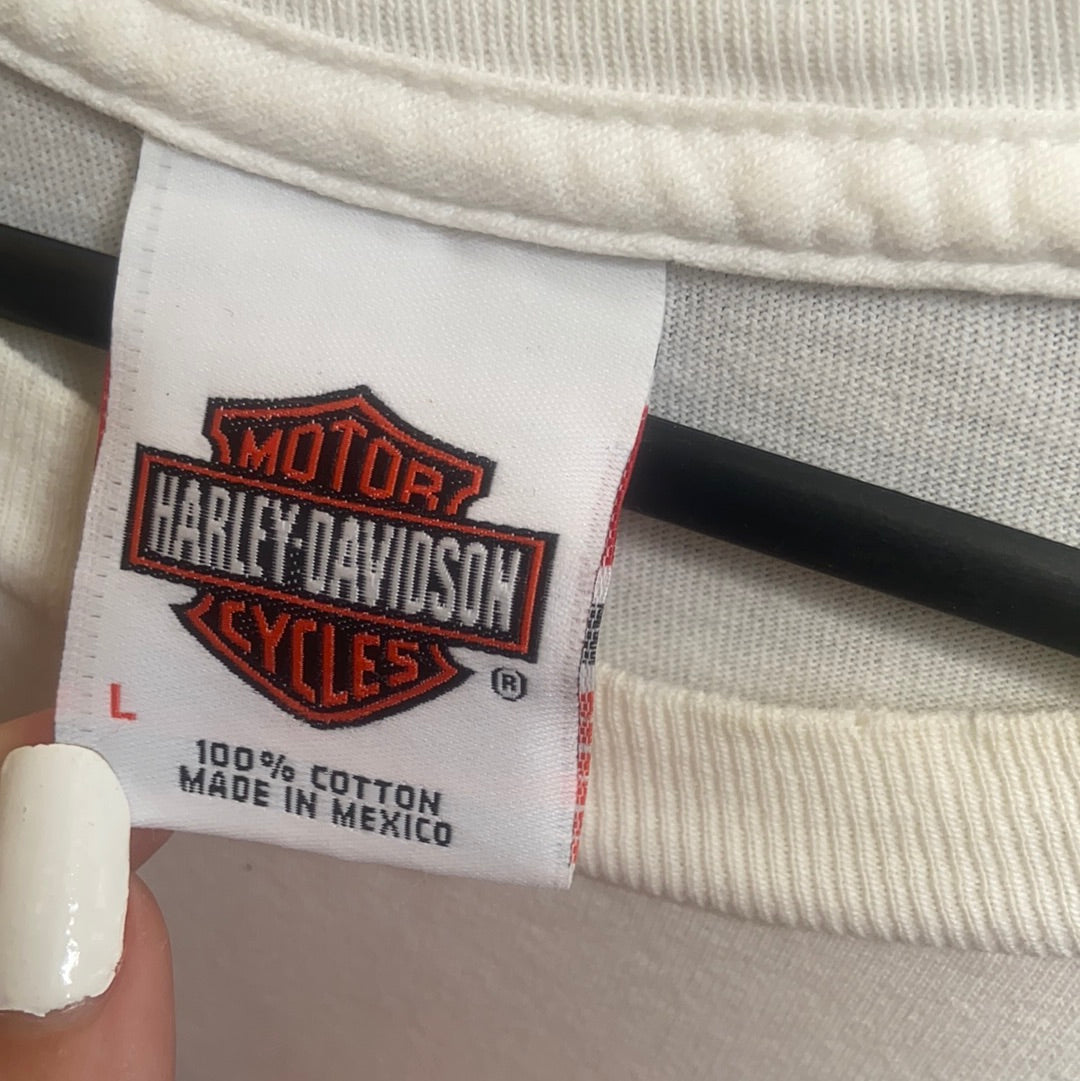 MOTOR
HARLEY-DAVIDSON
CYCLES
®
L
100% COTTON
MADE IN MEXICO